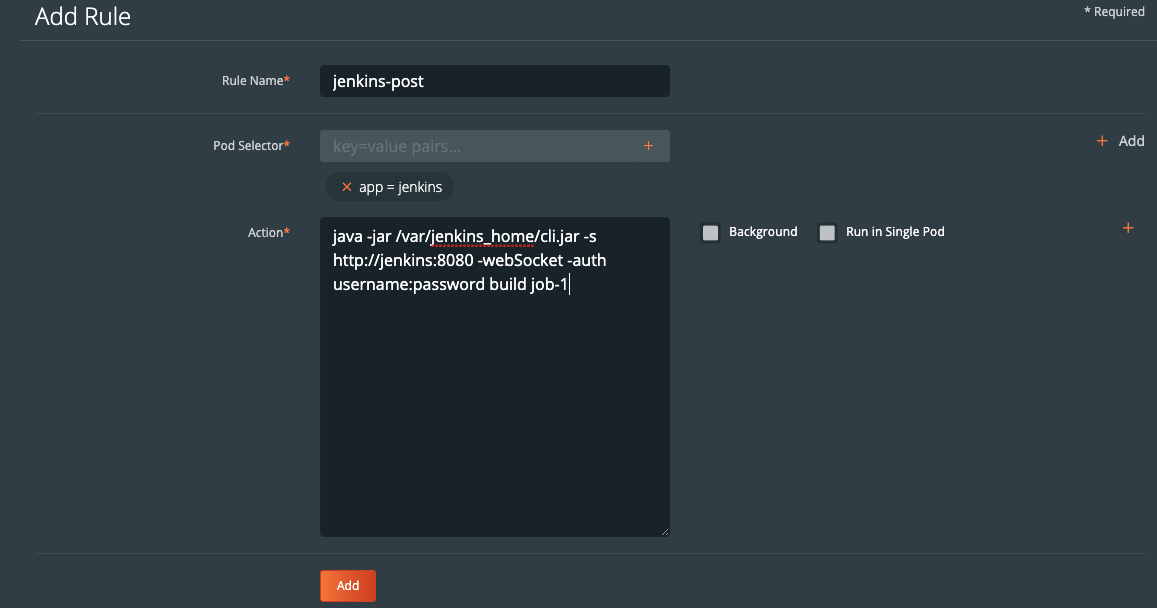 Add Rule
* Required
Rule Name*
jenkins-post
Pod Selector*
key=value pairs...
+
+ Add
× app = jenkins
Action*
java -jar /var/jenkins_home/cli.jar -s
http://jenkins:8080 -webSocket -auth
username:password build job-1
Background
Run in Single Pod
+
Add